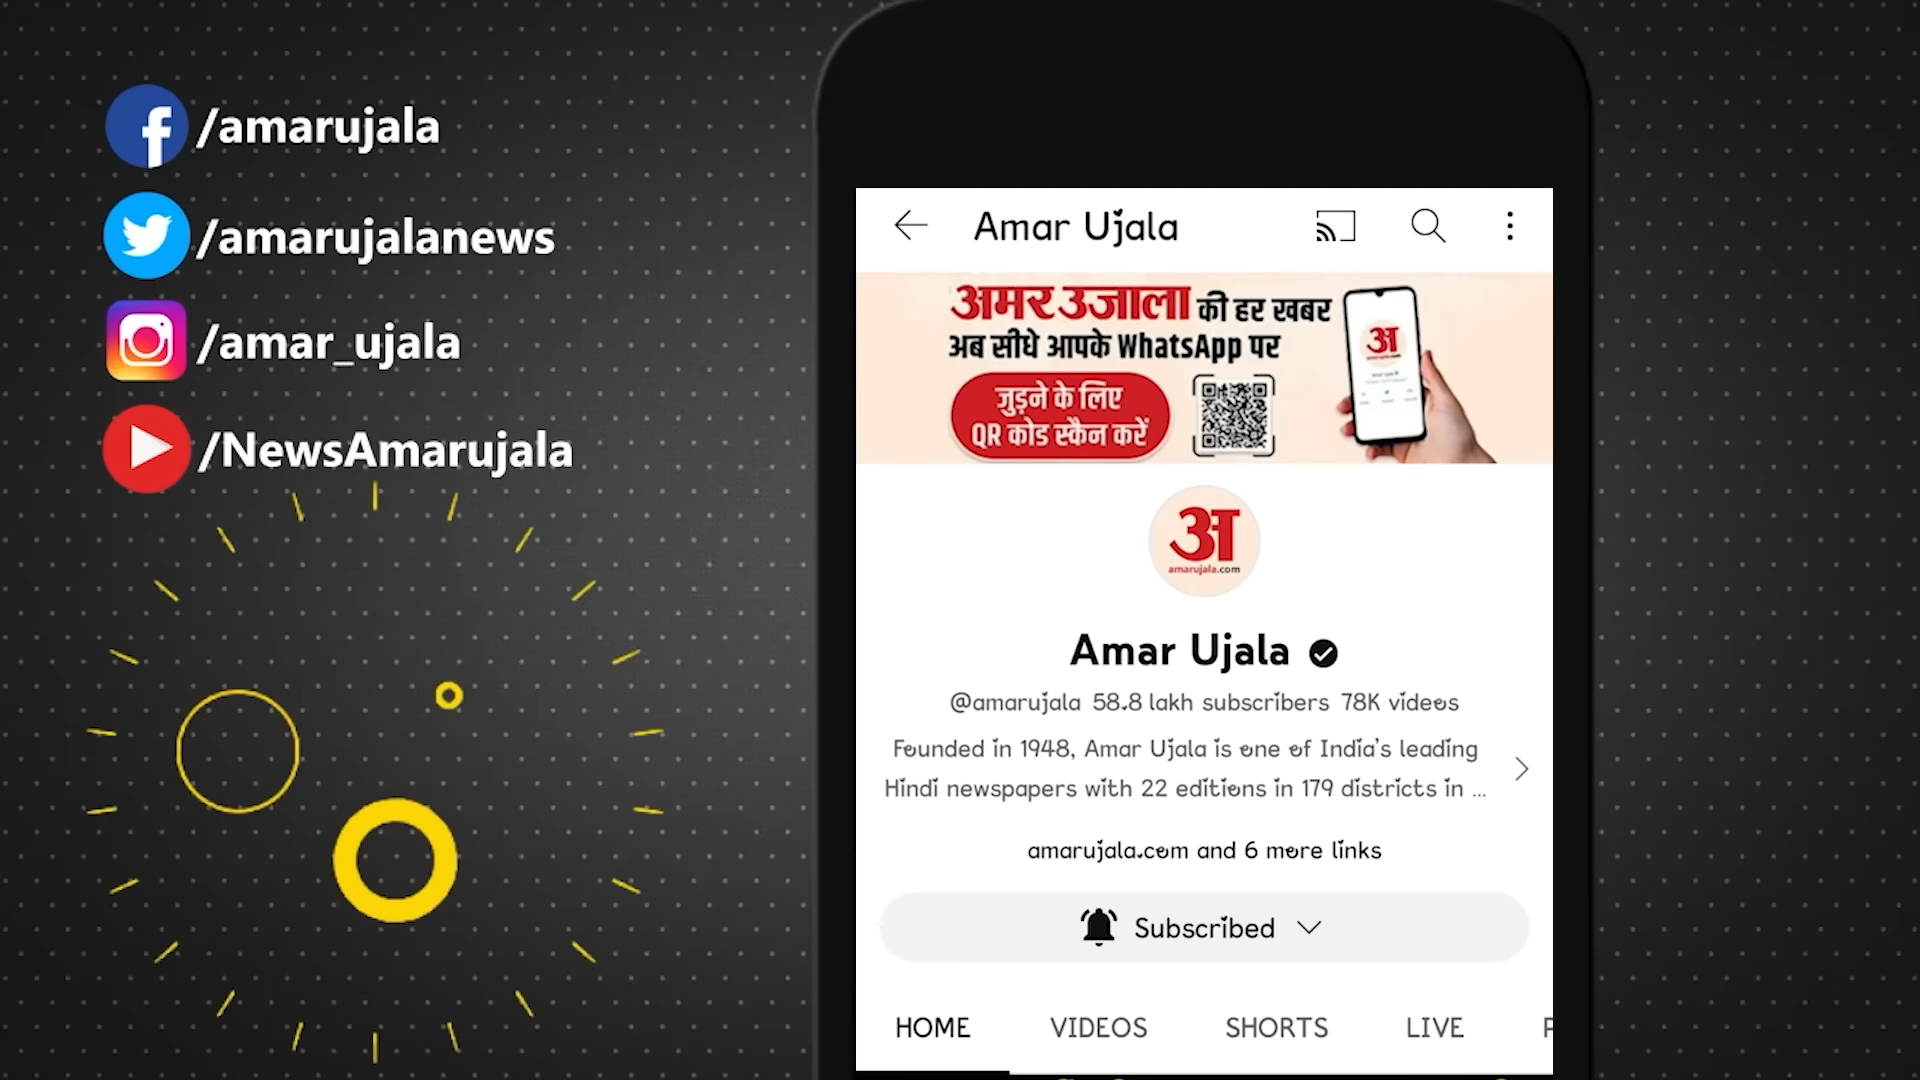 /amarujala
/amarujalanews
/amar_ujala
/NewsAmarujala
Amar Ujala
अमर उजाला की हर खबर
अब सीधे आपके WhatsApp पर
जुड़ने के लिए
QR कोड स्कैन करें
अ
अ
amarujala.com
Amar Ujala
@amarujala 58.8 lakh subscribers 78K videos
Founded in 1948, Amar Ujala is one of India's leading
Hindi newspapers with 22 editions in 179 districts in ...
amarujala.com and 6 more links
Subscribed
HOME VIDEOS SHORTS LIVE